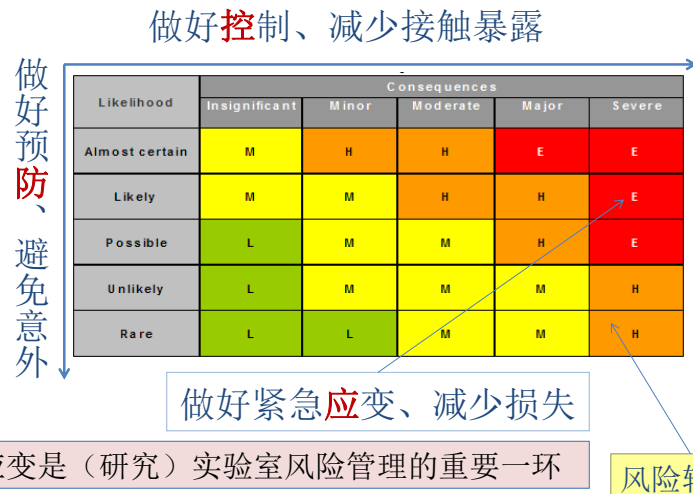 做好控制、减少接触暴露
做好预防、避免意外
Likelihood
Consequences
Insignificant Minor Moderate Major Severe
Almost certain M H H E E
Likely M M H H E
Possible L M M H E
Unlikely L M M M H
Rare L L M M H
做好紧急应变、减少损失
变是（研究）实验室风险管理的重要一环
风险